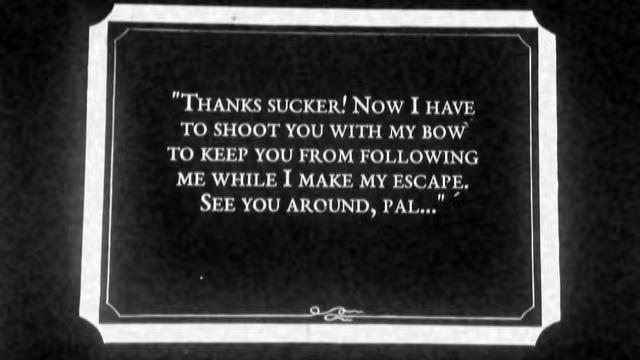 "Thanks sucker! Now I have
to shoot you with my bow
to keep you from following
me while I make my escape.
See you around, pal..."